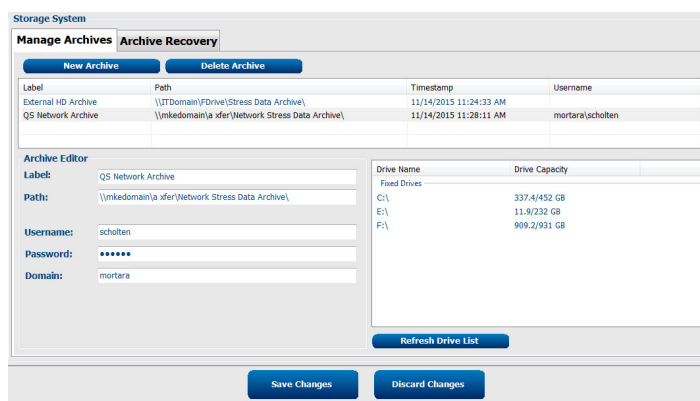 Storage System
Manage Archives Archive Recovery
New Archive Delete Archive
Label Path Timestamp Username
External HD Archive \\ITDomain\FDrive\Stress Data Archive\ 11/14/2015 11:24:33 AM
QS Network Archive \\mkedomain\a xfer\Network Stress Data Archive\ 11/14/2015 11:28:11 AM mortara\scholten
Archive Editor
Label: QS Network Archive
Path: \\mkedomain\a xfer\Network Stress Data Archive\
Username: scholten
Password: ••••••
Domain: mortara
Drive Name Drive Capacity
Fixed Drives
C:\ 337.4/452 GB
E:\ 11.9/232 GB
F:\ 909.2/931 GB
Refresh Drive List
Save Changes Discard Changes